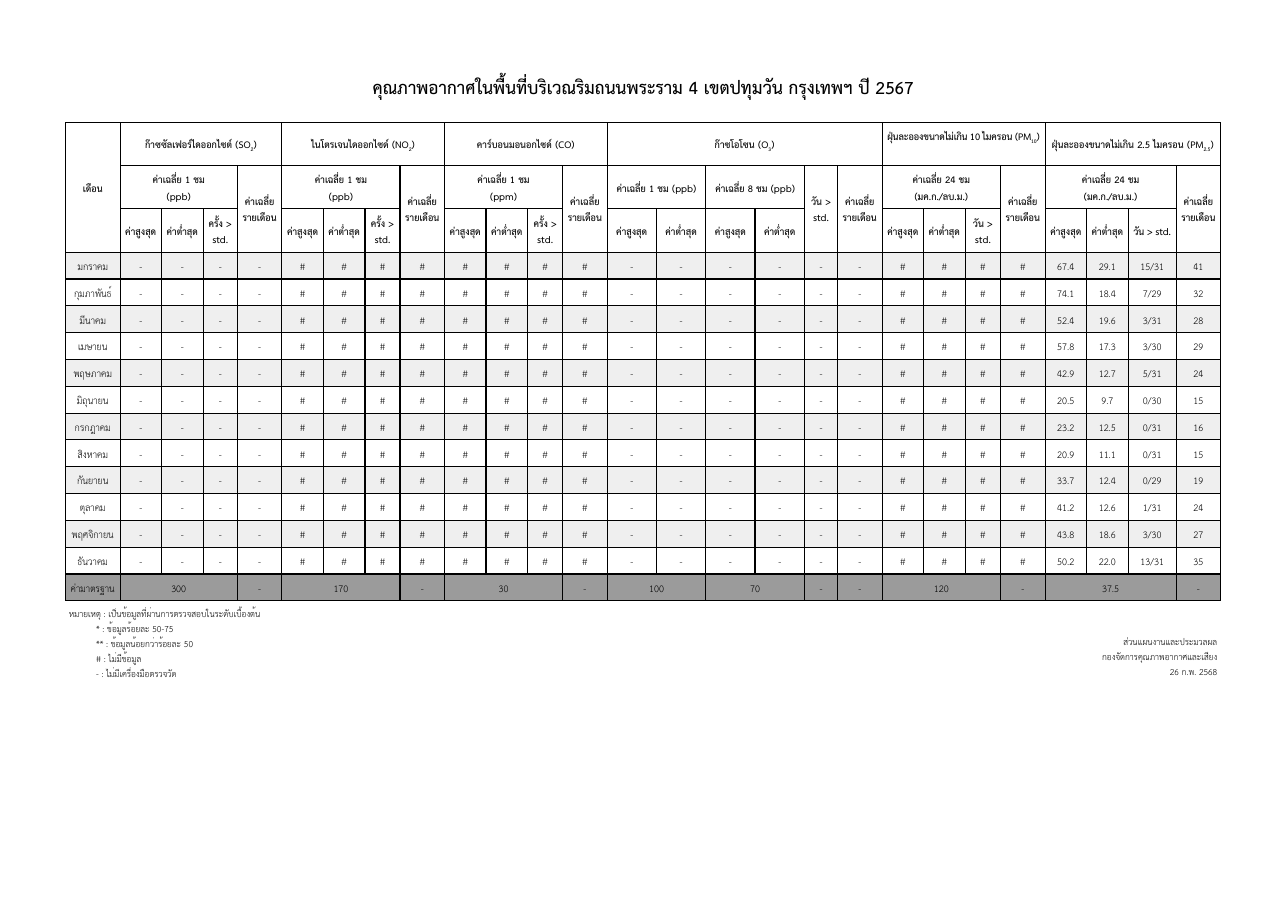 คุณภาพอากาศในพื้นที่บริเวณริมถนนพระราม 4 เขตปทุมวัน กรุงเทพฯ ปี 2567
เดือน ก๊าซซัลเฟอร์ไดออกไซด์ (SO2) ไนโตรเจนไดออกไซด์ (NO2) คาร์บอนมอนอกไซด์ (CO) ก๊าซโอโซน (O3) ฝุ่นละอองขนาดไม่เกิน 10 ไมครอน (PM10) ฝุ่นละอองขนาดไม่เกิน 2.5 ไมครอน (PM2.5)
ค่าเฉลี่ย 1 ชม (ppb) ค่าเฉลี่ยรายเดือน ค่าเฉลี่ย 1 ชม (ppb) ค่าเฉลี่ยรายเดือน ค่าเฉลี่ย 1 ชม (ppm) ค่าเฉลี่ยรายเดือน ค่าเฉลี่ย 1 ชม (ppb) ค่าเฉลี่ย 8 ชม (ppb) วัน > std. ค่าเฉลี่ยรายเดือน ค่าเฉลี่ย 24 ชม (มค.ก./ลบ.ม.) ค่าเฉลี่ยรายเดือน ค่าเฉลี่ย 24 ชม (มค.ก./ลบ.ม.) ค่าเฉลี่ยรายเดือน
ค่าสูงสุด ค่าต่ำสุด ครั้ง > std. ค่าสูงสุด ค่าต่ำสุด ครั้ง > std. ค่าสูงสุด ค่าต่ำสุด ครั้ง > std. ค่าสูงสุด ค่าต่ำสุด ค่าสูงสุด ค่าต่ำสุด ค่าสูงสุด ค่าต่ำสุด วัน > std. ค่าสูงสุด ค่าต่ำสุด วัน > std.
มกราคม - - - - # # # # # # # # - - - - - - # # # # 67.4 29.1 15/31 41
กุมภาพันธ์ - - - - # # # # # # # # - - - - - - # # # # 74.1 18.4 7/29 32
มีนาคม - - - - # # # # # # # # - - - - - - # # # # 52.4 19.6 3/31 28
เมษายน - - - - # # # # # # # # - - - - - - # # # # 57.8 17.3 3/30 29
พฤษภาคม - - - - # # # # # # # # - - - - - - # # # # 42.9 12.7 5/31 24
มิถุนายน - - - - # # # # # # # # - - - - - - # # # # 20.5 9.7 0/30 15
กรกฎาคม - - - - # # # # # # # # - - - - - - # # # # 23.2 12.5 0/31 16
สิงหาคม - - - - # # # # # # # # - - - - - - # # # # 20.9 11.1 0/31 15
กันยายน - - - - # # # # # # # # - - - - - - # # # # 33.7 12.4 0/29 19
ตุลาคม - - - - # # # # # # # # - - - - - - # # # # 41.2 12.6 1/31 24
พฤศจิกายน - - - - # # # # # # # # - - - - - - # # # # 43.8 18.6 3/30 27
ธันวาคม - - - - # # # # # # # # - - - - - - # # # # 50.2 22.0 13/31 35
ค่ามาตรฐาน 300 - 170 - 30 - 100 70 - - 120 - 37.5 -
หมายเหตุ : เป็นข้อมูลที่ผ่านการตรวจสอบในระดับเบื้องต้น
* : ข้อมูลร้อยละ 50-75
** : ข้อมูลน้อยกว่าร้อยละ 50
# : ไม่มีข้อมูล
- : ไม่มีเครื่องมือตรวจวัด
ส่วนแผนงานและประมวลผล
กองจัดการคุณภาพอากาศและเสียง
26 ก.พ. 2568